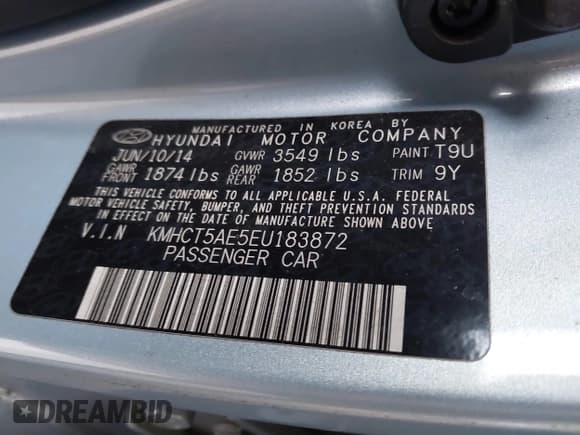 MANUFACTURED IN KOREA BY
HYUNDAI MOTOR COMPANY
JUN/10/14 GVWR 3549 lbs PAINT T9U
GAWR FRONT 1874 lbs GAWR REAR 1852 lbs TRIM 9Y
THIS VEHICLE CONFORMS TO ALL APPLICABLE U.S.A. FEDERAL
MOTOR VEHICLE SAFETY, BUMPER, AND THEFT PREVENTION STANDARDS
IN EFFECT ON THE DATE OF MANUFACTURE SHOWN ABOVE
V.I.N KMHCT5AE5EU183872
PASSENGER CAR
DREAMBID